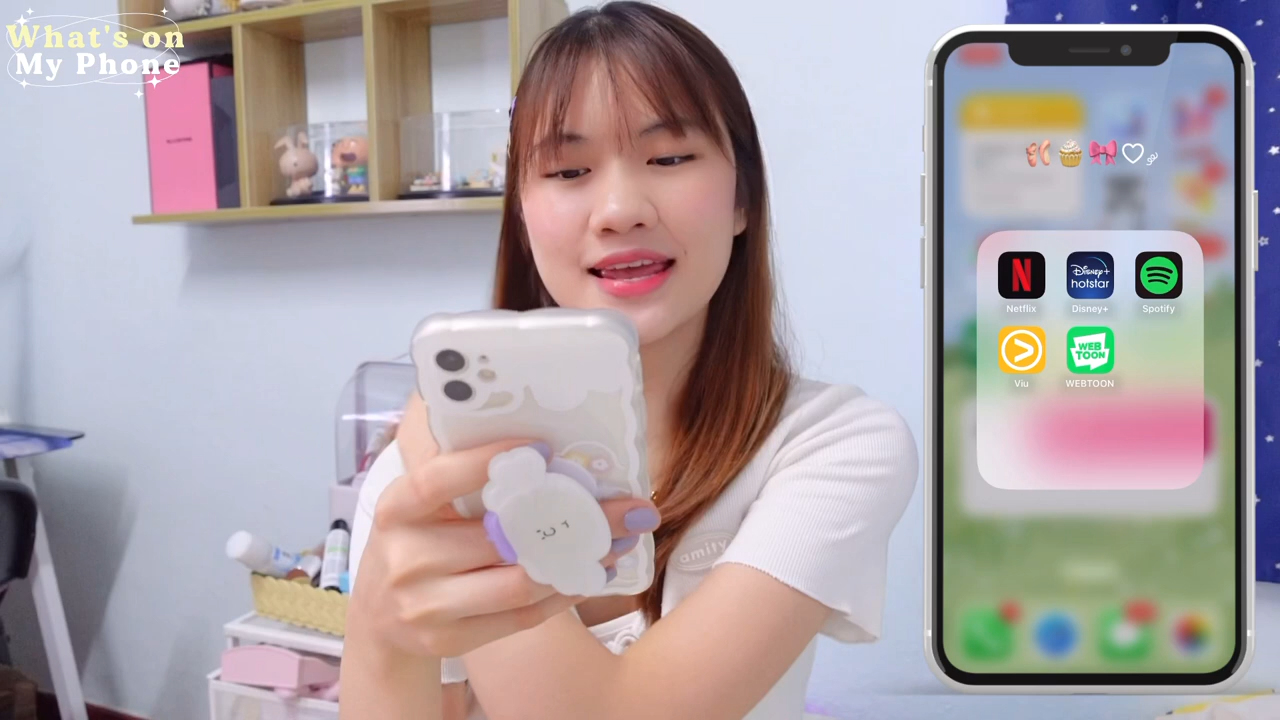 What's on
My Phone
amity
N
Disney+
hotstar
Netflix
Disney+
Spotify
WEB
TOON
Viu
WEBTOON